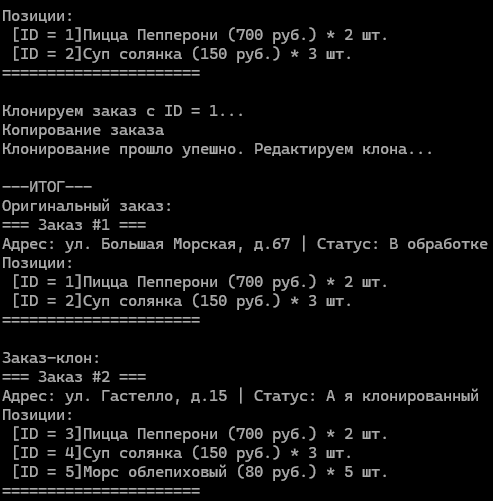 Позиции:
[ID = 1]Пицца Пепперони (700 руб.) * 2 шт.
[ID = 2]Суп солянка (150 руб.) * 3 шт.
======================
Клонируем заказ с ID = 1...
Копирование заказа
Клонирование прошло упешно. Редактируем клона...
---ИТОГ---
Оригинальный заказ:
=== Заказ #1 ===
Адрес: ул. Большая Морская, д.67 | Статус: В обработке
Позиции:
[ID = 1]Пицца Пепперони (700 руб.) * 2 шт.
[ID = 2]Суп солянка (150 руб.) * 3 шт.
======================
Заказ-клон:
=== Заказ #2 ===
Адрес: ул. Гастелло, д.15 | Статус: А я клонированный
Позиции:
[ID = 3]Пицца Пепперони (700 руб.) * 2 шт.
[ID = 4]Суп солянка (150 руб.) * 3 шт.
[ID = 5]Морс облепиховый (80 руб.) * 5 шт.
======================